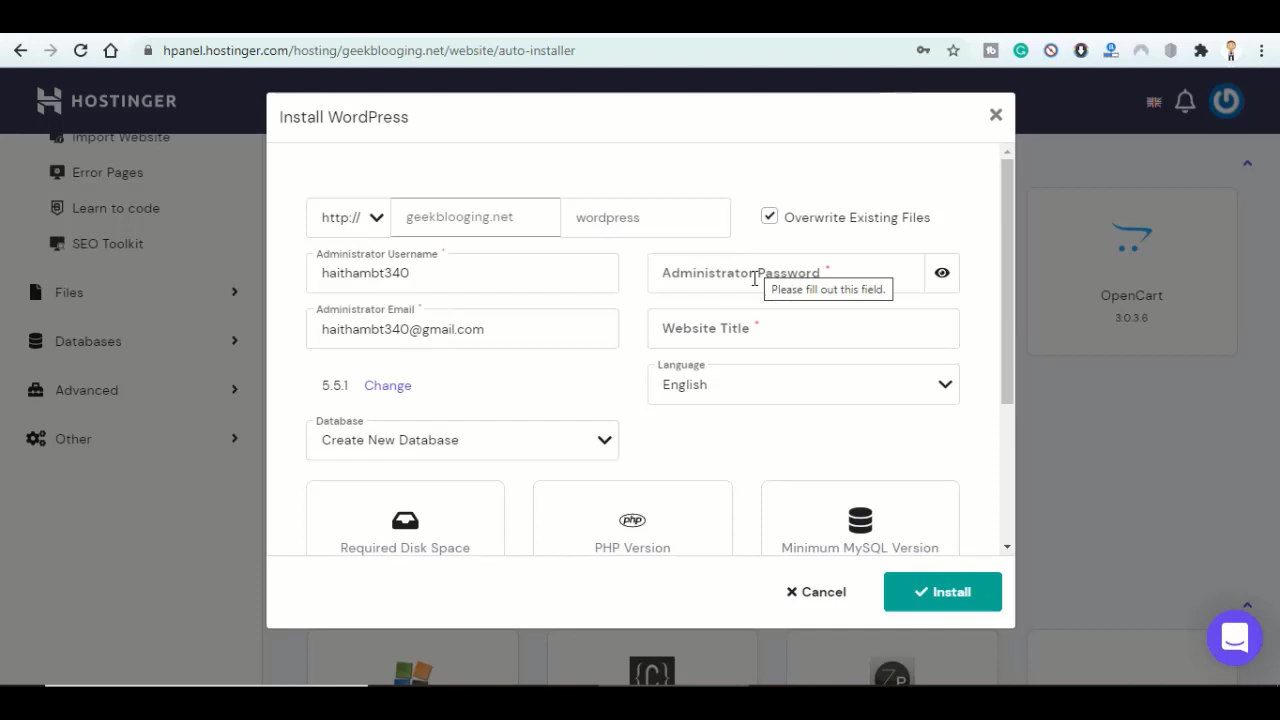 hpanel.hostinger.com/hosting/geekblooging.net/website/auto-installer
HOSTINGER
Import Website
Error Pages
Learn to code
SEO Toolkit
Files
Databases
Advanced
Other
Install WordPress
http://
geekblooging.net
wordpress
Overwrite Existing Files
Administrator Username *
haithambt340
Administrator Password *
Please fill out this field.
Administrator Email *
haithambt340@gmail.com
Website Title *
5.5.1 Change
Language
English
Database
Create New Database
php
Required Disk Space
PHP Version
Minimum MySQL Version
Cancel
Install
OpenCart
3.0.3.6
{C}
ZP